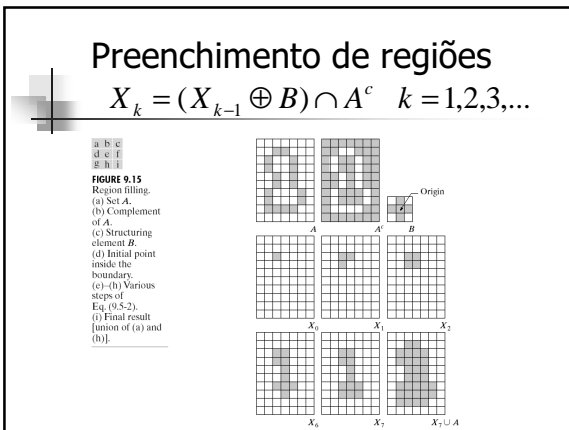 Preenchimento de regiões
X_k = (X_{k-1} ⊕ B) ∩ A^c k = 1,2,3,...
a b c
d e f
g h i
FIGURE 9.15
Region filling.
(a) Set A.
(b) Complement
of A.
(c) Structuring
element B.
(d) Initial point
inside the
boundary.
(e)–(h) Various
steps of
Eq. (9.5-2).
(i) Final result
[union of (a) and
(h)].
Origin
A A^c B
X_0 X_1 X_2
X_6 X_7 X_7 ∪ A